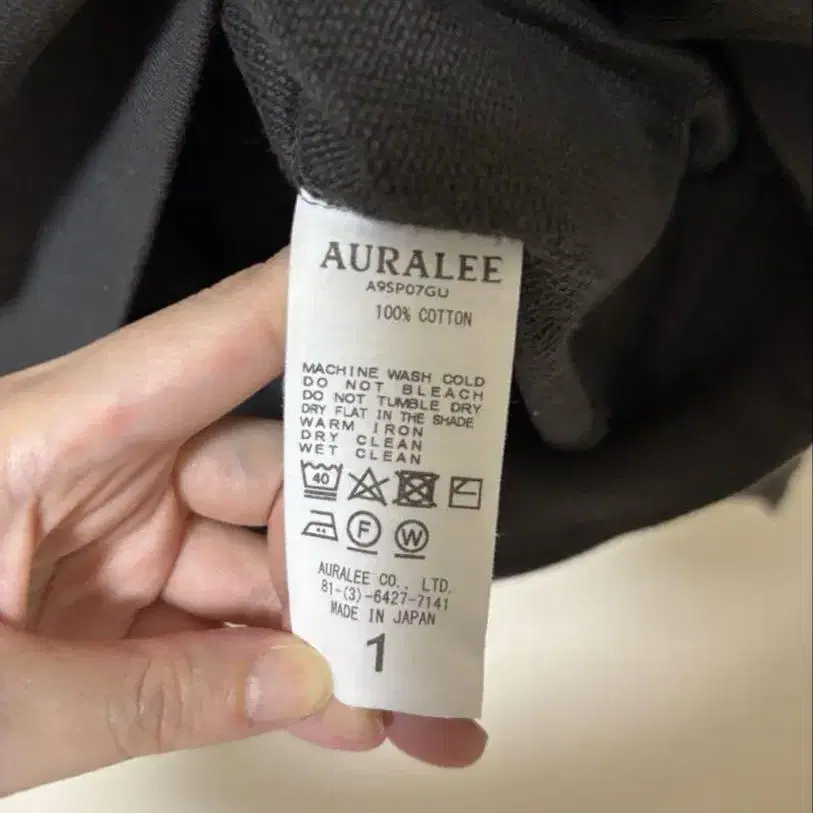 AURALEE
A9SP07GU
100% COTTON
MACHINE WASH COLD
DO NOT BLEACH
DO NOT TUMBLE DRY
DRY FLAT IN THE SHADE
WARM IRON
DRY CLEAN
WET CLEAN
40
F W
AURALEE CO., LTD.
81-(3)-6427-7141
MADE IN JAPAN
1